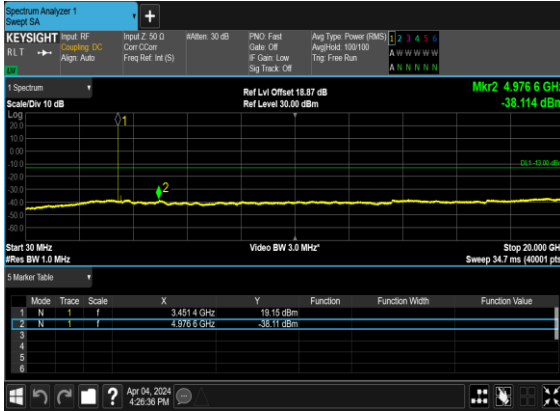 Spectrum Analyzer 1
Swept SA
+
KEYSIGHT
RLT
Input: RF
Coupling: DC
Align: Auto
Input Z: 50 Ω
Corr CCorr
Freq Ref: Int (S)
#Atten: 30 dB
PNO: Fast
Gate: Off
IF Gain: Low
Sig Track: Off
Avg Type: Power (RMS)
Avg|Hold: 100/100
Trig: Free Run
1 2 3 4 5 6
A W W W W W
A N N N N N
1 Spectrum
Scale/Div 10 dB
Ref Lvl Offset 18.87 dB
Ref Level 30.00 dBm
Mkr2 4.976 6 GHz
-38.114 dBm
Log
20.0
10.0
0.00
-10.0
-20.0
-30.0
-40.0
-50.0
-60.0
1
2
DL1 -13.00 dBm
Start 30 MHz
#Res BW 1.0 MHz
Video BW 3.0 MHz*
Stop 20.000 GH
Sweep 34.7 ms (40001 pts
5 Marker Table
Mode Trace Scale X Y Function Function Width Function Value
1 N 1 f 3.451 4 GHz 19.15 dBm
2 N 1 f 4.976 6 GHz -38.11 dBm
3
4
5
6
?
Apr 04, 2024
4:26:36 PM